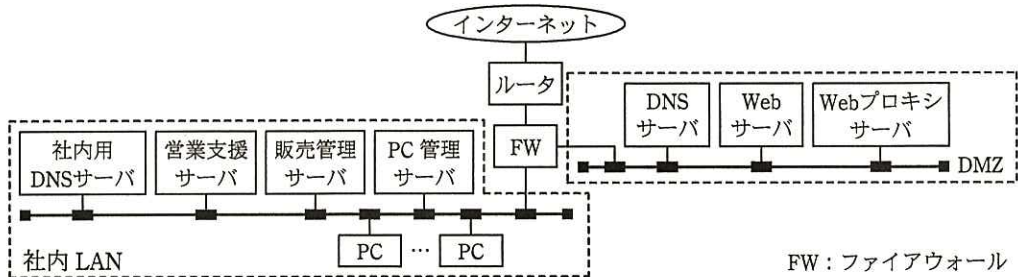 インターネット
ルータ
FW
DNS
サーバ
Web
サーバ
Webプロキシ
サーバ
DMZ
社内用
DNSサーバ
営業支援
サーバ
販売管理
サーバ
PC 管理
サーバ
PC
…
PC
社内 LAN
FW：ファイアウォール